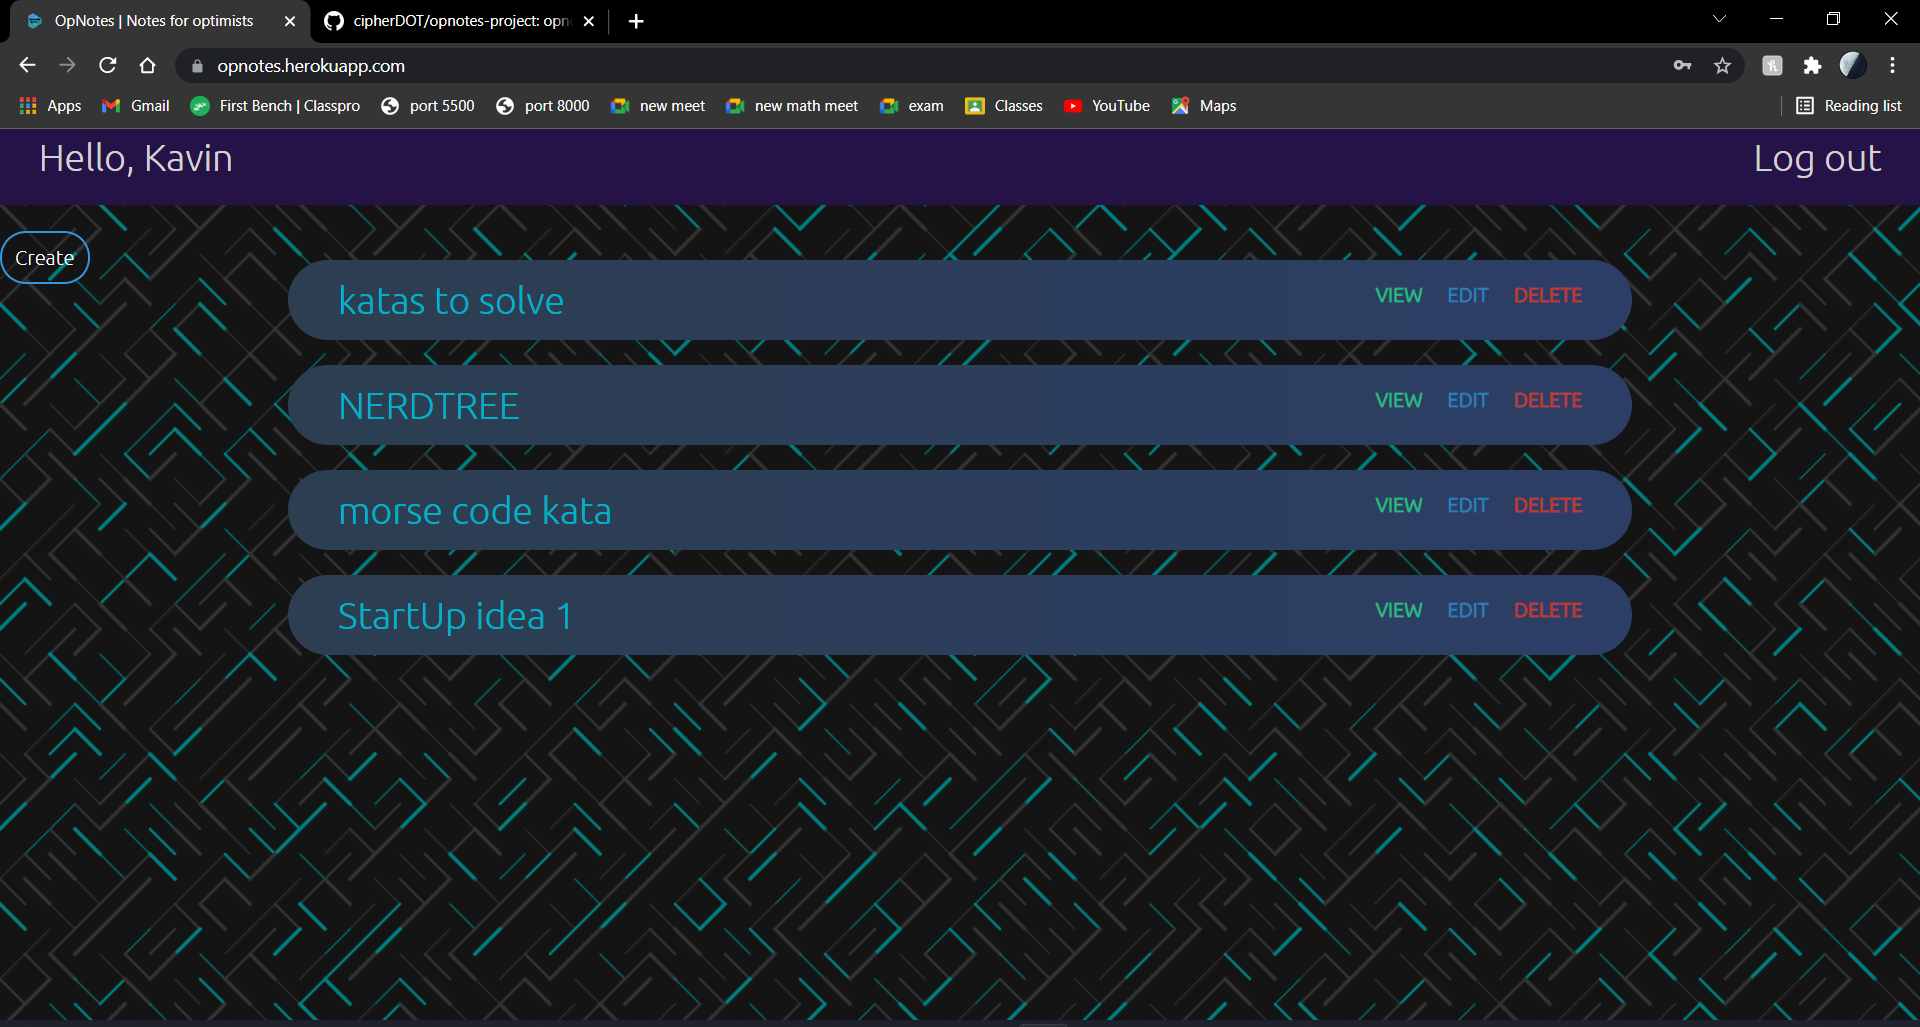 OpNotes | Notes for optimists
cipherDOT/opnotes-project: opn
opnotes.herokuapp.com
Apps Gmail First Bench | Classpro port 5500 port 8000 new meet new math meet exam Classes YouTube Maps Reading list
Hello, Kavin Log out
Create
katas to solve VIEW EDIT DELETE
NERDTREE VIEW EDIT DELETE
morse code kata VIEW EDIT DELETE
StartUp idea 1 VIEW EDIT DELETE